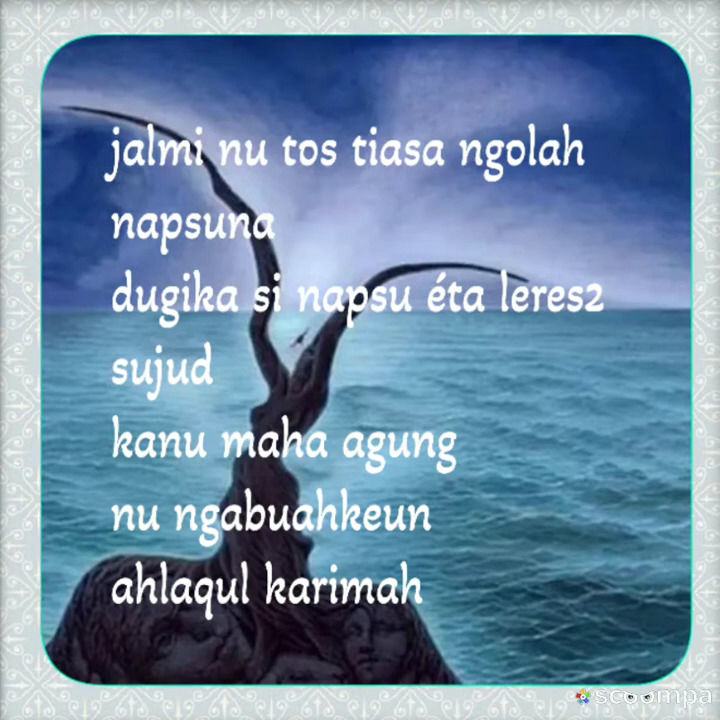 jalmi nu tos tiasa ngolah
napsuna
dugika si napsu éta leres2
sujud
kanu maha agung
nu ngabuahkeun
ahlaqul karimah
scoompa